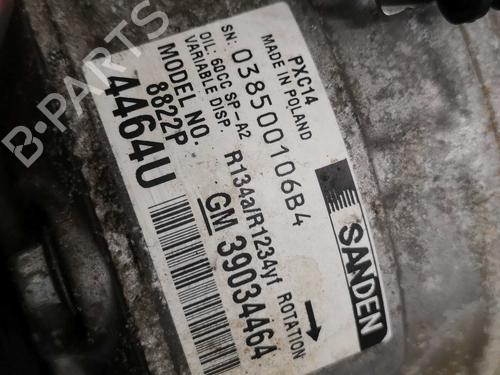 SANDEN
PXC14
MADE IN POLAND
SN: 038500106B4
OIL: 60CC SP-A2 R134a/R1234yf
VARIABLE DISP. ROTATION
MODEL NO. GM 39034464
8822P
4464U
B-PARTS